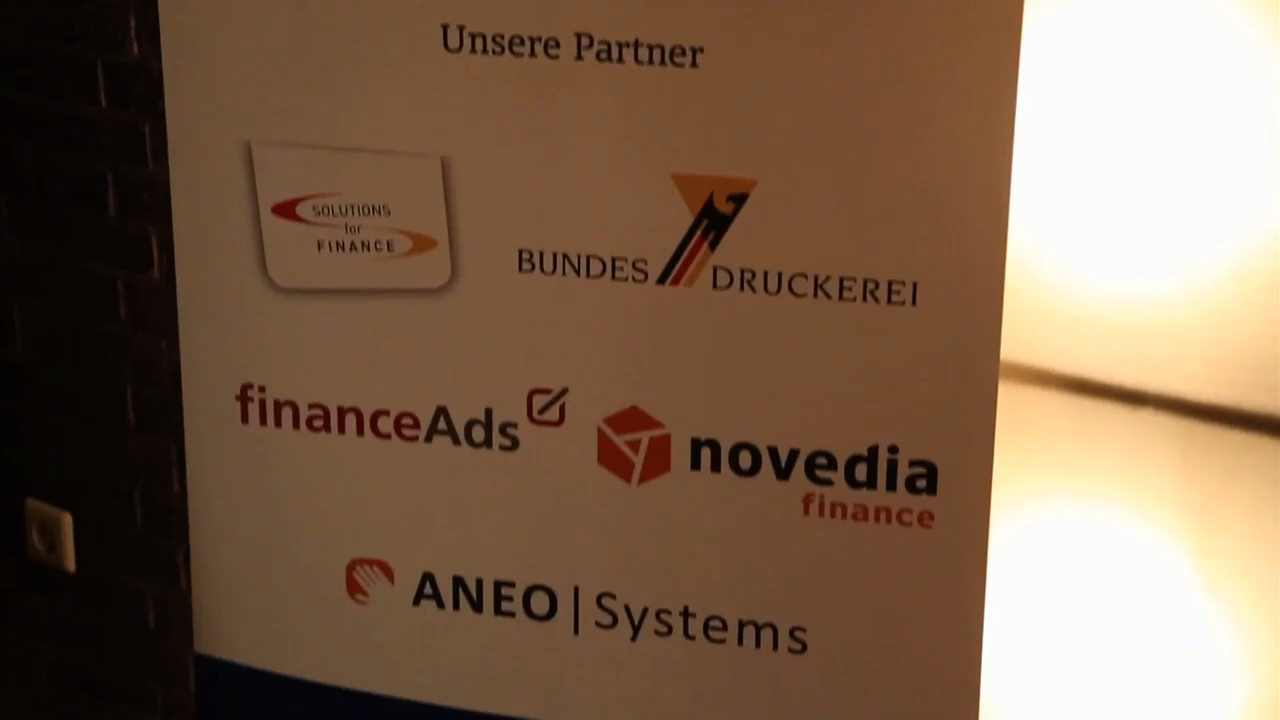 Unsere Partner
SOLUTIONS
for
FINANCE
BUNDES DRUCKEREI
financeAds
novedia
finance
ANEO | Systems